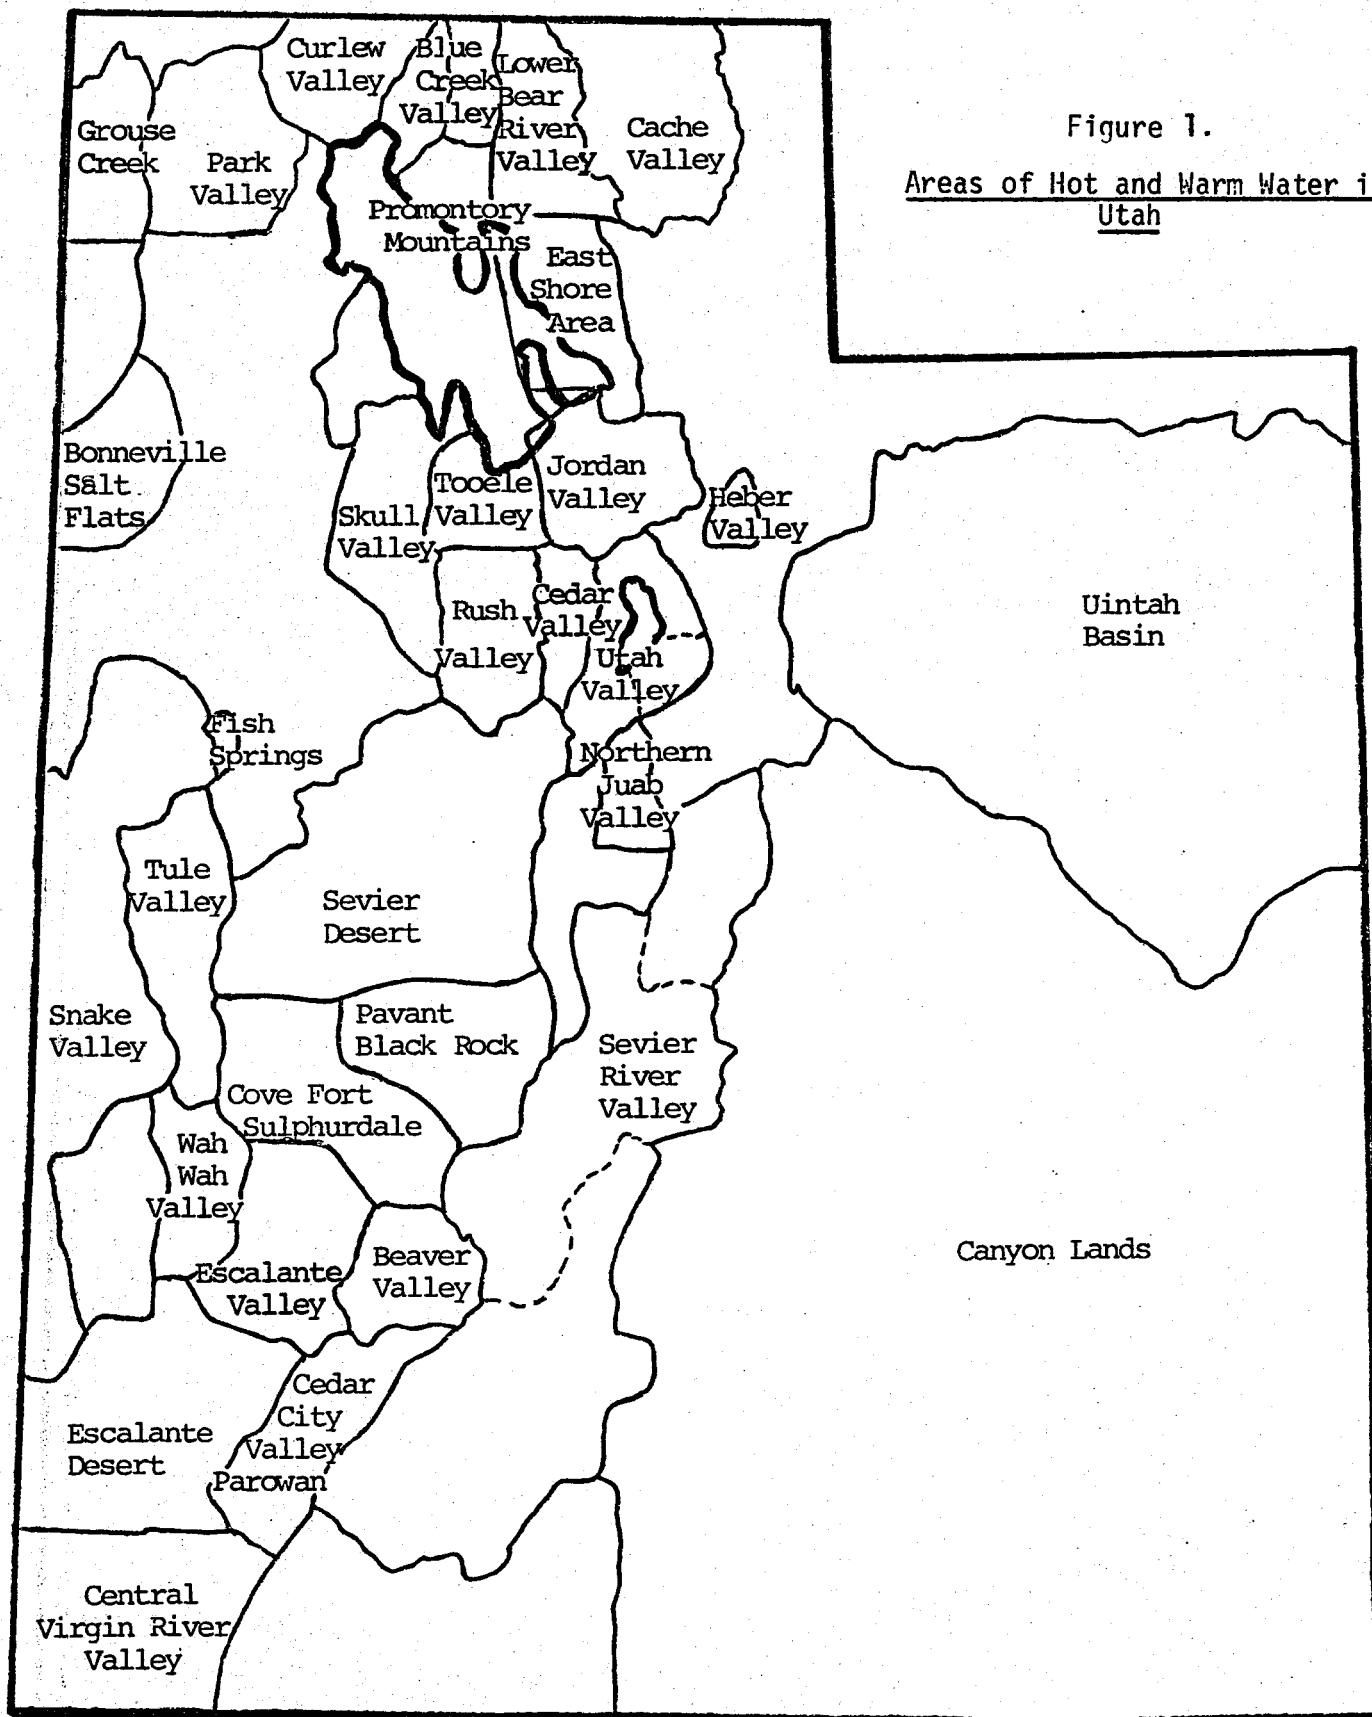 Figure 1.
Areas of Hot and Warm Water i
Utah
Curlew
Valley
Blue
Creek
Valley
Lower
Bear
River
Valley
Cache
Valley
Grouse
Creek
Park
Valley
Promontory
Mountains
East
Shore
Area
Bonneville
Salt
Flats
Skull
Valley
Tooele
Valley
Jordan
Valley
Heber
Valley
Rush
Valley
Cedar
Valley
Utah
Valley
Uintah
Basin
Fish
Springs
Northern
Juab
Valley
Tule
Valley
Sevier
Desert
Snake
Valley
Pavant
Black Rock
Sevier
River
Valley
Cove Fort
Sulphurdale
Wah
Wah
Valley
Escalante
Valley
Beaver
Valley
Canyon Lands
Cedar
City
Valley
Parowan
Escalante
Desert
Central
Virgin River
Valley